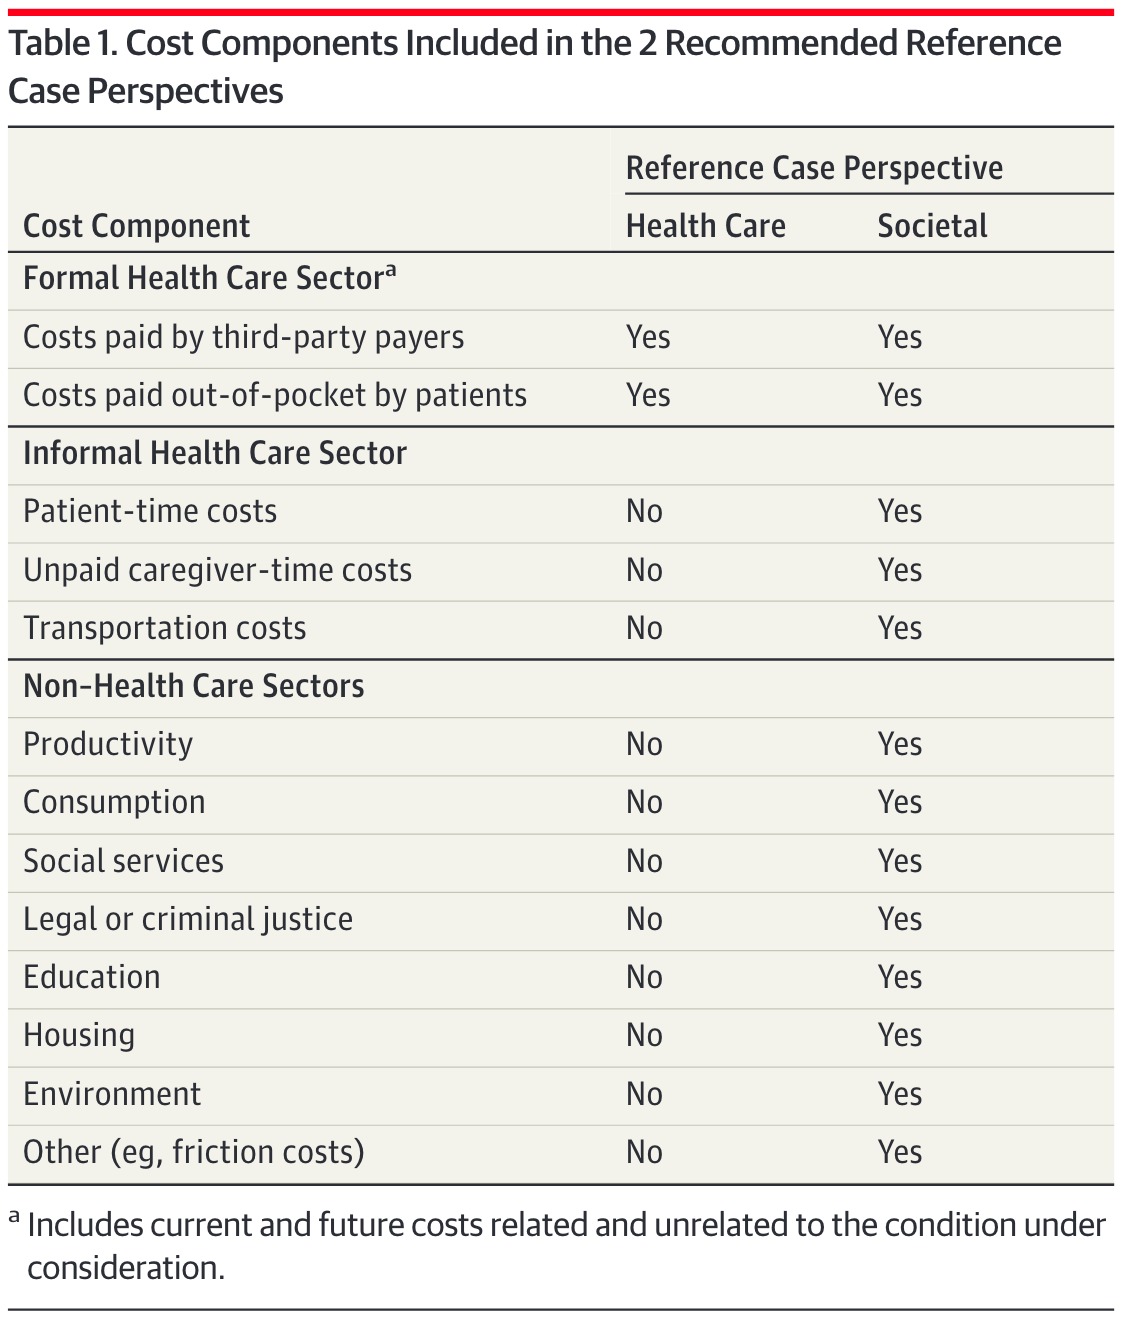 Table 1. Cost Components Included in the 2 Recommended Reference
Case Perspectives
Reference Case Perspective
Cost Component Health Care Societal
Formal Health Care Sectorᵃ
Costs paid by third-party payers Yes Yes
Costs paid out-of-pocket by patients Yes Yes
Informal Health Care Sector
Patient-time costs No Yes
Unpaid caregiver-time costs No Yes
Transportation costs No Yes
Non–Health Care Sectors
Productivity No Yes
Consumption No Yes
Social services No Yes
Legal or criminal justice No Yes
Education No Yes
Housing No Yes
Environment No Yes
Other (eg, friction costs) No Yes
ᵃ Includes current and future costs related and unrelated to the condition under
consideration.